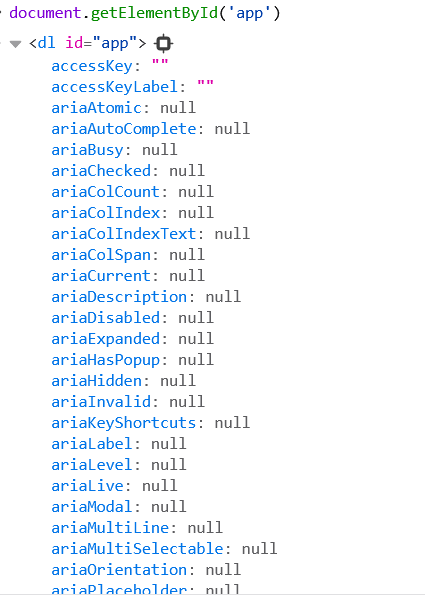 document.getElementById('app')
<dl id="app">
accessKey: ""
accessKeyLabel: ""
ariaAtomic: null
ariaAutoComplete: null
ariaBusy: null
ariaChecked: null
ariaColCount: null
ariaColIndex: null
ariaColIndexText: null
ariaColSpan: null
ariaCurrent: null
ariaDescription: null
ariaDisabled: null
ariaExpanded: null
ariaHasPopup: null
ariaHidden: null
ariaInvalid: null
ariaKeyShortcuts: null
ariaLabel: null
ariaLevel: null
ariaLive: null
ariaModal: null
ariaMultiLine: null
ariaMultiSelectable: null
ariaOrientation: null
ariaPlaceholder: null